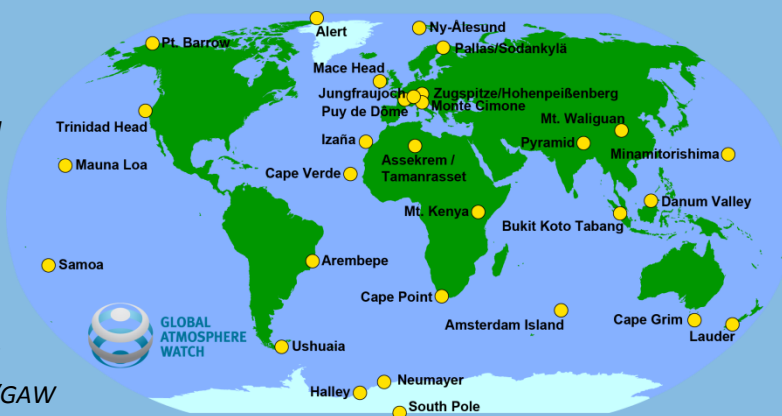 Alert
Ny-Ålesund
Pt. Barrow
Pallas/Sodankylä
Mace Head
Jungfraujoch
Zugspitze/Hohenpeißenberg
Monte Cimone
Puy de Dôme
Mt. Waliguan
Trinidad Head
Izaña
Pyramid
Minamitorishima
Mauna Loa
Assekrem /
Tamanrasset
Cape Verde
Danum Valley
Mt. Kenya
Bukit Koto Tabang
Samoa
Arembepe
Cape Point
Amsterdam Island
Cape Grim
Lauder
GLOBAL
ATMOSPHERE
WATCH
Ushuaia
/GAW
Halley
Neumayer
South Pole